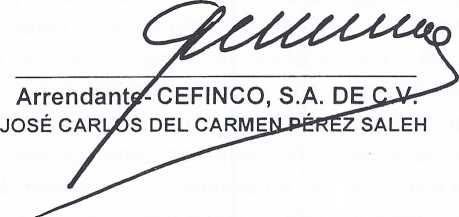 Arrendante- CEFINCO, S.A. DE C.V.
JOSÉ CARLOS DEL CARMEN PÉREZ SALEH